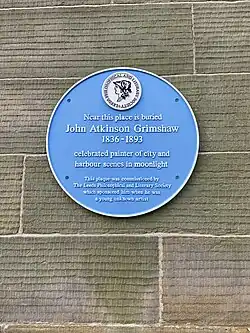 Near this place is buried
John Atkinson Grimshaw
1836-1893
celebrated painter of city and
harbour scenes in moonlight
This plaque was commissioned by
The Leeds Philosophical and Literary Society
which sponsored him when he was
a young unknown artist